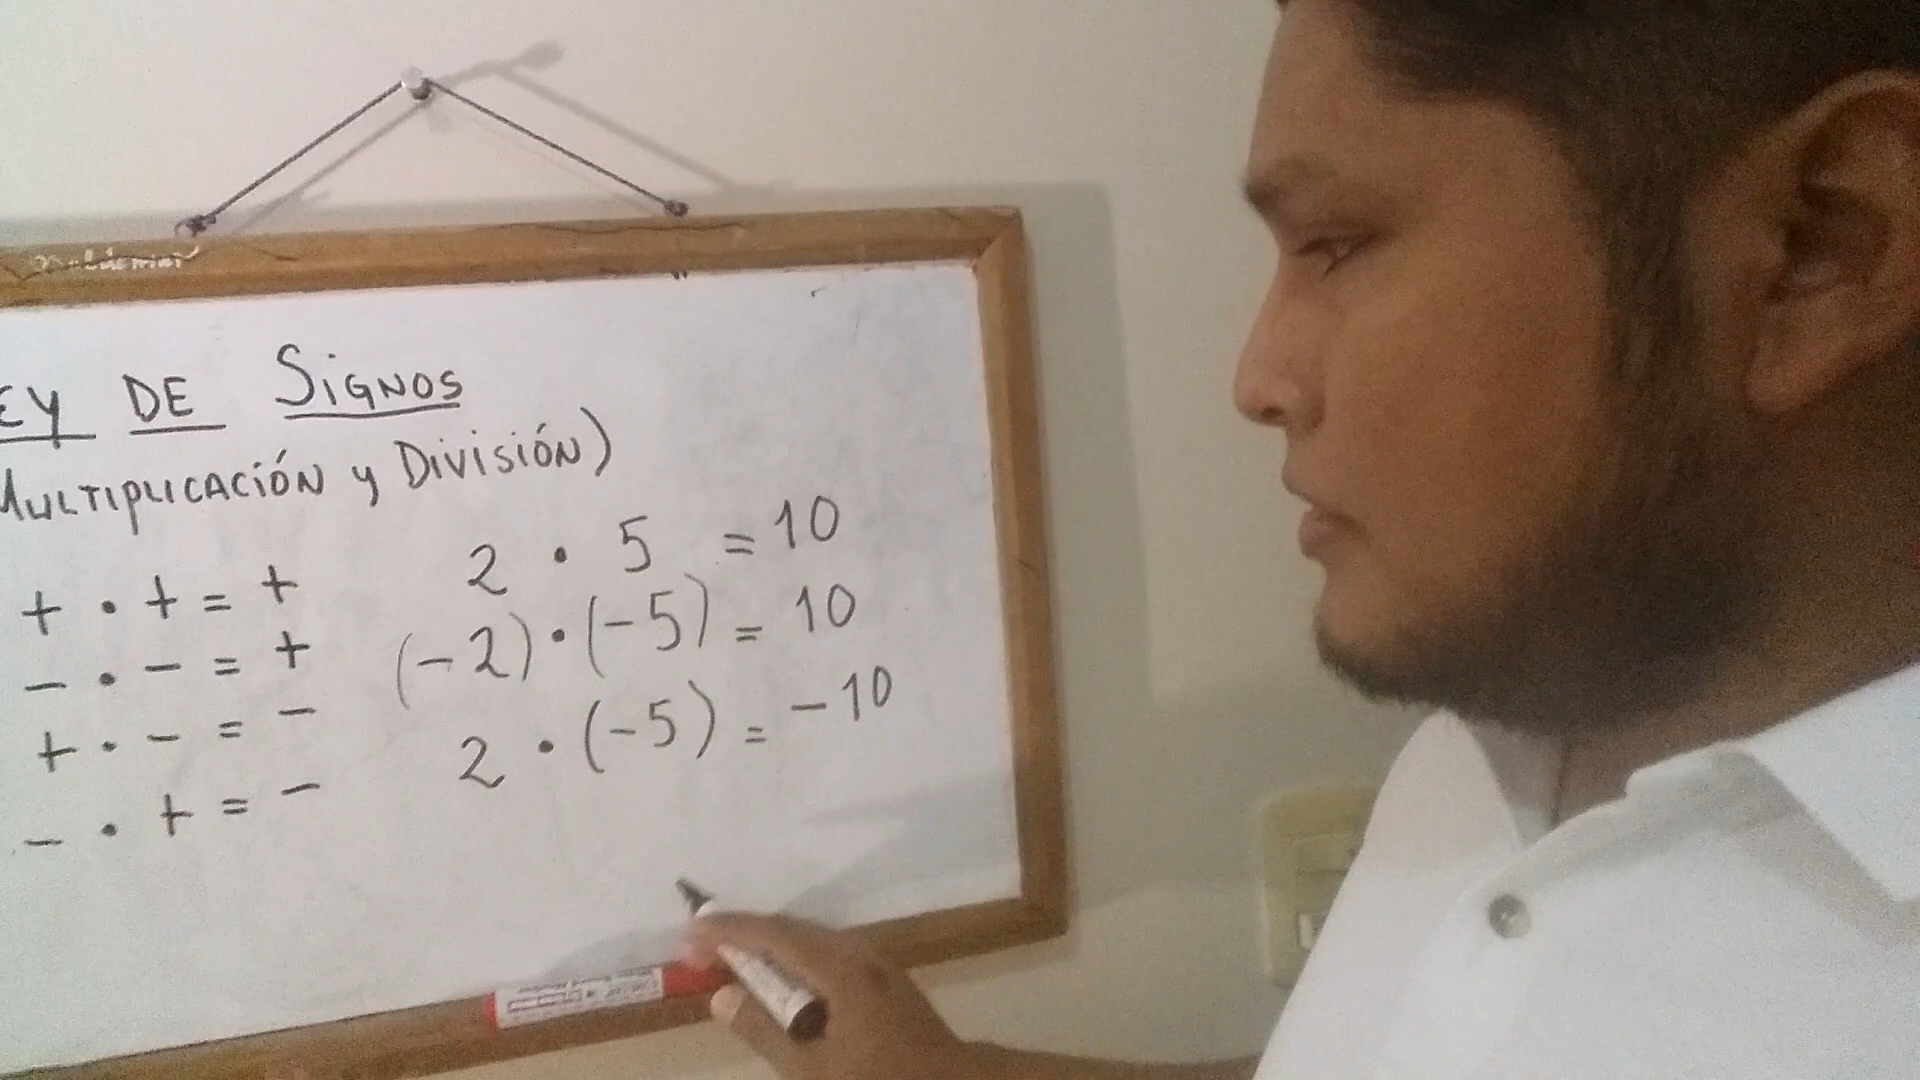 EY DE SiGNOS
MULTIPLICACIÓN y DIVISIÓN)
+ • + = + 2 • 5 = 10
- • - = + (-2) • (-5) = 10
+ • - = - 2 • (-5) = -10
- • + = -